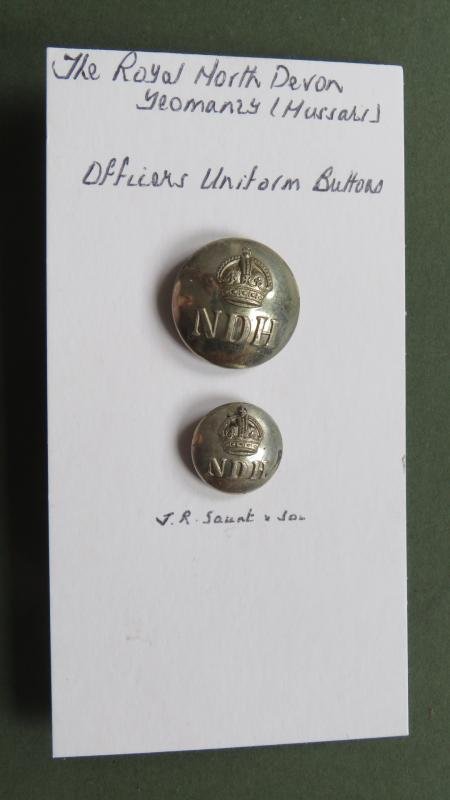 The Royal North Devon
Yeomanry (Hussars)
Officers Uniform Buttons
NDH
NDH
J.R. Gaunt & Son